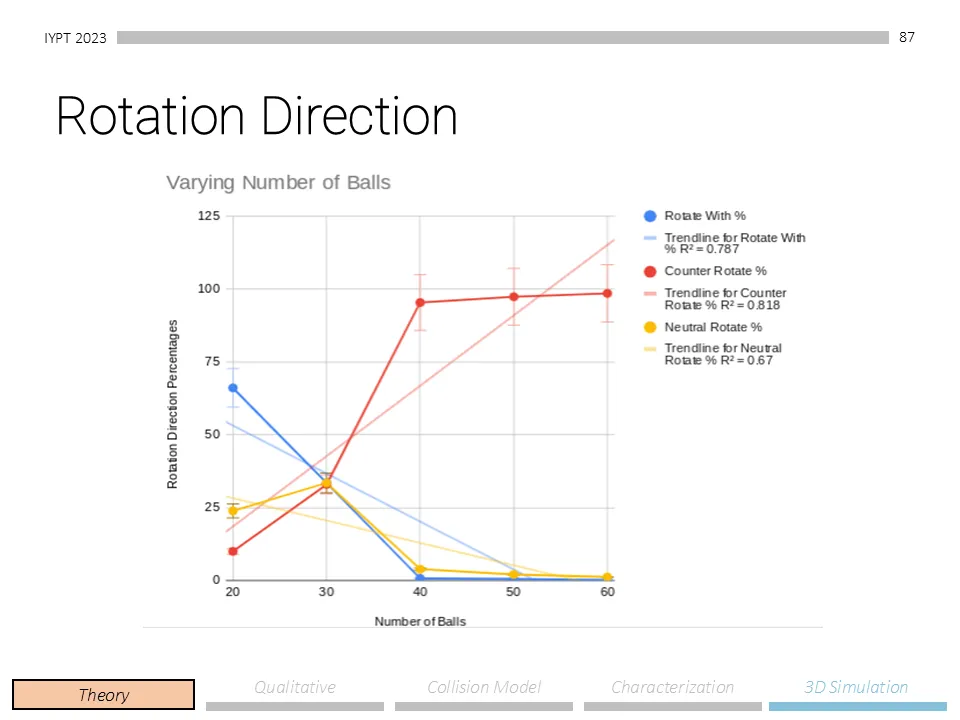 IYPT 2023
87
Rotation Direction
Varying Number of Balls
Rotation Direction Percentages
125
100
75
50
25
0
20 30 40 50 60
Number of Balls
Rotate With %
Trendline for Rotate With
% R² = 0.787
Counter Rotate %
Trendline for Counter
Rotate % R² = 0.818
Neutral Rotate %
Trendline for Neutral
Rotate % R² = 0.67
Theory
Qualitative
Collision Model
Characterization
3D Simulation